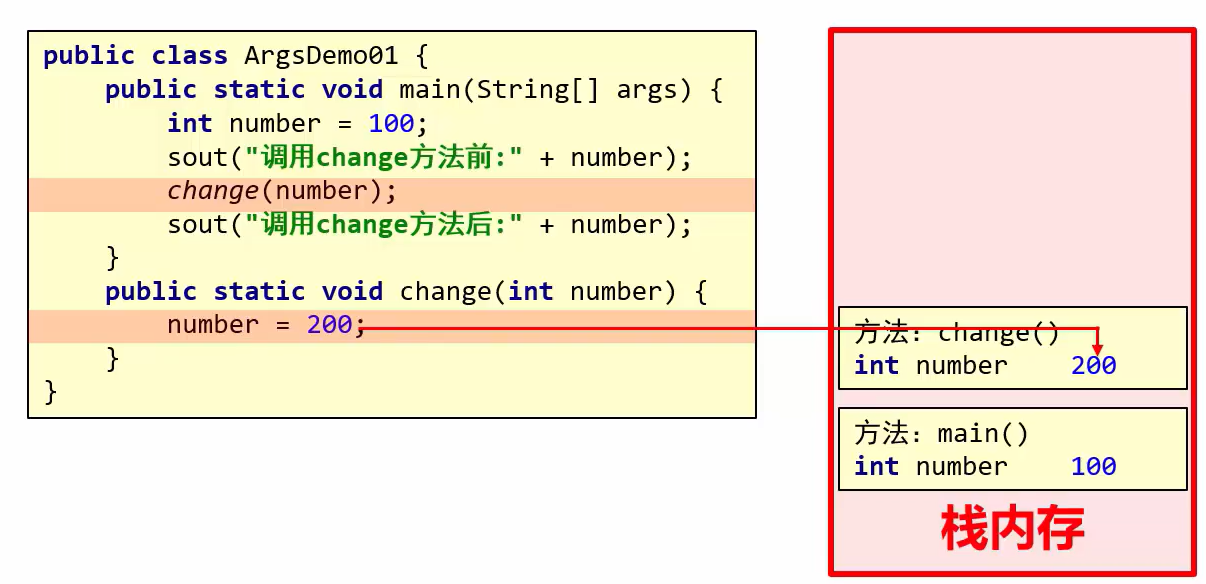 public class ArgsDemo01 {
public static void main(String[] args) {
int number = 100;
sout("调用change方法前:" + number);
change(number);
sout("调用change方法后:" + number);
}
public static void change(int number) {
number = 200;
}
}
方法: change()
int number 200
方法: main()
int number 100
栈内存